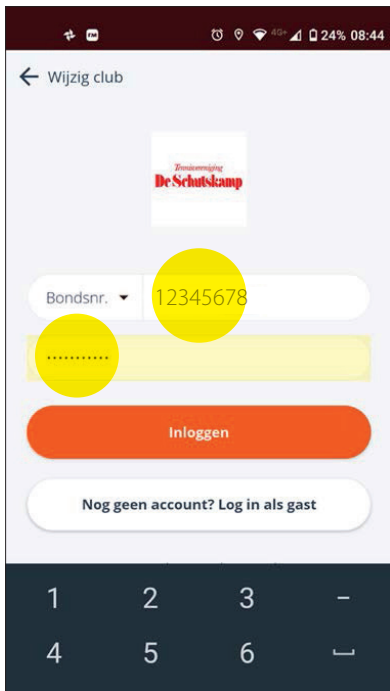 4G+ 24% 08:44
← Wijzig club
Tennisvereniging
De Schutskamp
Bondsnr. 12345678
...........
Inloggen
Nog geen account? Log in als gast
1 2 3 -
4 5 6